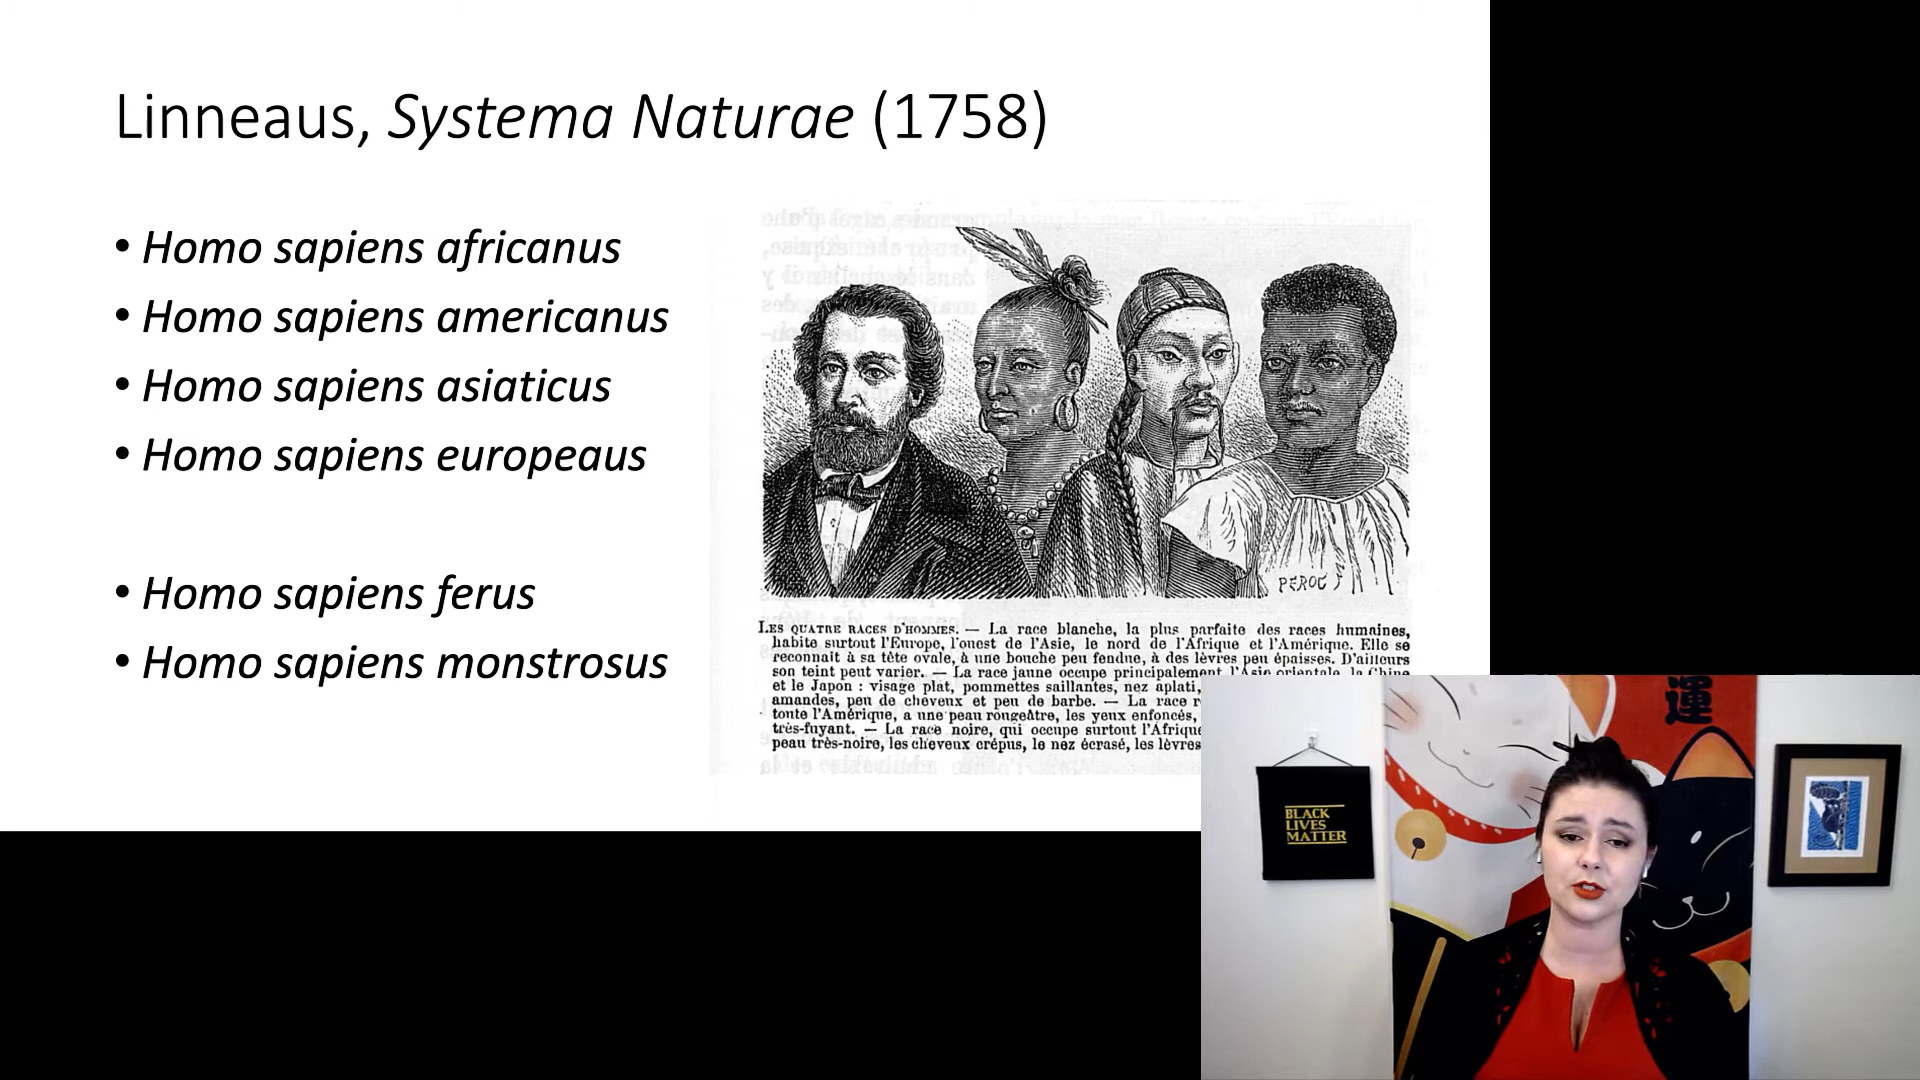 Linneaus, Systema Naturae (1758)
• Homo sapiens africanus
• Homo sapiens americanus
• Homo sapiens asiaticus
• Homo sapiens europeaus
• Homo sapiens ferus
• Homo sapiens monstrosus
PEROT
LES QUATRE RACES D'HOMMES. — La race blanche, la plus parfaite des races humaines,
habite surtout l'Europe, l'ouest de l'Asie, le nord de l'Afrique et l'Amérique. Elle se
reconnait à sa tête ovale, à une bouche peu fendue, à des lèvres peu épaisses. D'ailleurs
son teint peut varier. — La race jaune occupe principalement l'Asie orientale, la Chine
et le Japon : visage plat, pommettes saillantes, nez aplati,
amandes, peu de cheveux et peu de barbe. — La race r
toute l'Amérique, a une peau rougeâtre, les yeux enfoncés,
très-fuyant. — La race noire, qui occupe surtout l'Afrique
peau très-noire, les cheveux crépus, le nez écrasé, les lèvres
運
BLACK
LIVES
MATTER